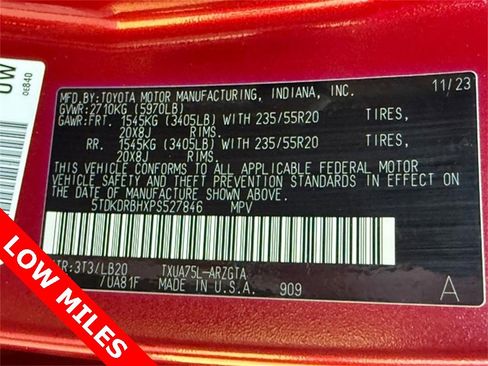 MFD.BY:TOYOTA MOTOR MANUFACTURING, INDIANA, INC. 11/23
GVWR:2710KG (5970LB)
GAWR:FRT. 1545KG (3405LB) WITH 235/55R20 TIRES,
20X8J RIMS.
RR. 1545KG (3405LB) WITH 235/55R20 TIRES,
20X8J RIMS.
THIS VEHICLE CONFORMS TO ALL APPLICABLE FEDERAL MOTOR
VEHICLE SAFETY AND THEFT PREVENTION STANDARDS IN EFFECT ON
THE DATE OF MANUFACTURE SHOWN ABOVE.
5TDKDRBHXPS527846 MPV
TR:3T3/LB20 TXUA75L-ARZGTA
/UA81F MADE IN U.S.A. 909 A
0E840
LOW MILES